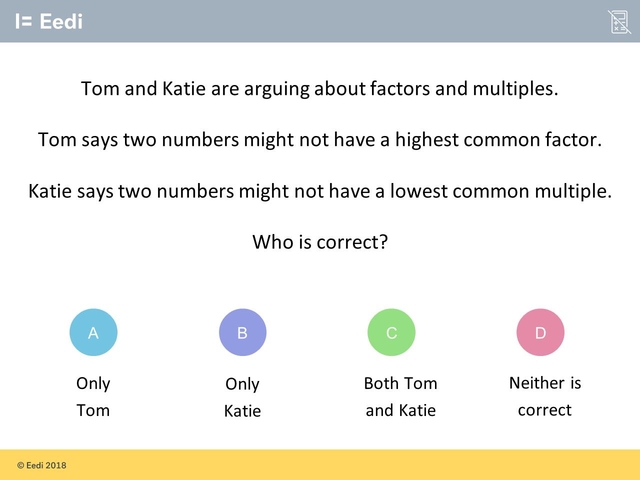 I= Eedi
Tom and Katie are arguing about factors and multiples.
Tom says two numbers might not have a highest common factor.
Katie says two numbers might not have a lowest common multiple.
Who is correct?
A B C D
Only Only Both Tom Neither is
Tom Katie and Katie correct
© Eedi 2018